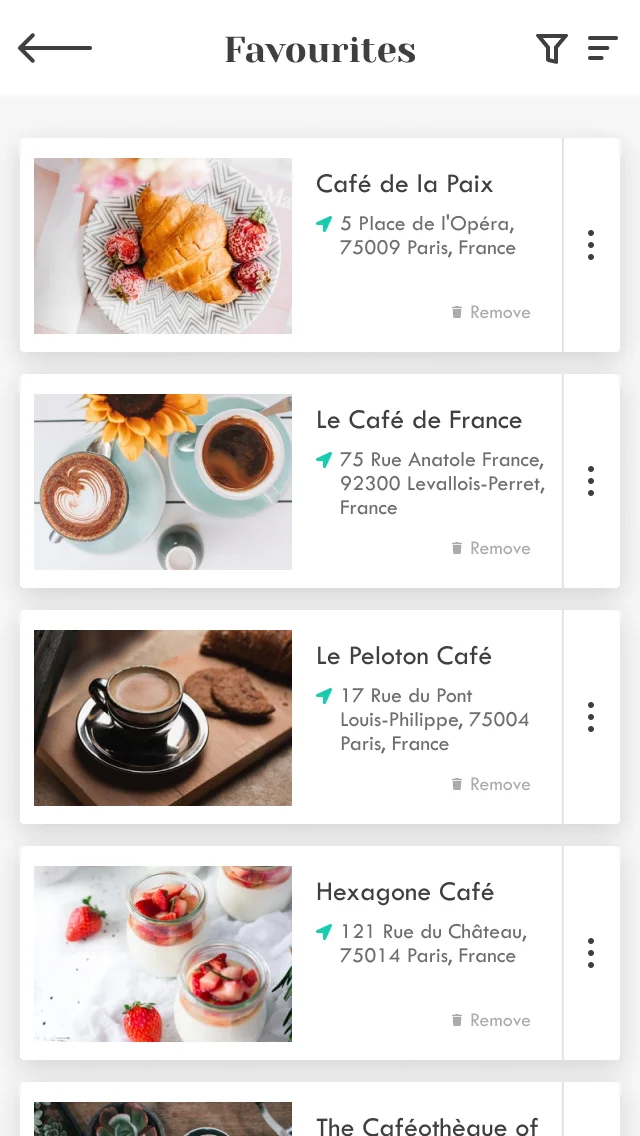 Favourites
Café de la Paix
5 Place de l'Opéra,
75009 Paris, France
Remove
Le Café de France
75 Rue Anatole France,
92300 Levallois-Perret,
France
Remove
Le Peloton Café
17 Rue du Pont
Louis-Philippe, 75004
Paris, France
Remove
Hexagone Café
121 Rue du Château,
75014 Paris, France
Remove
The Caféothèque of